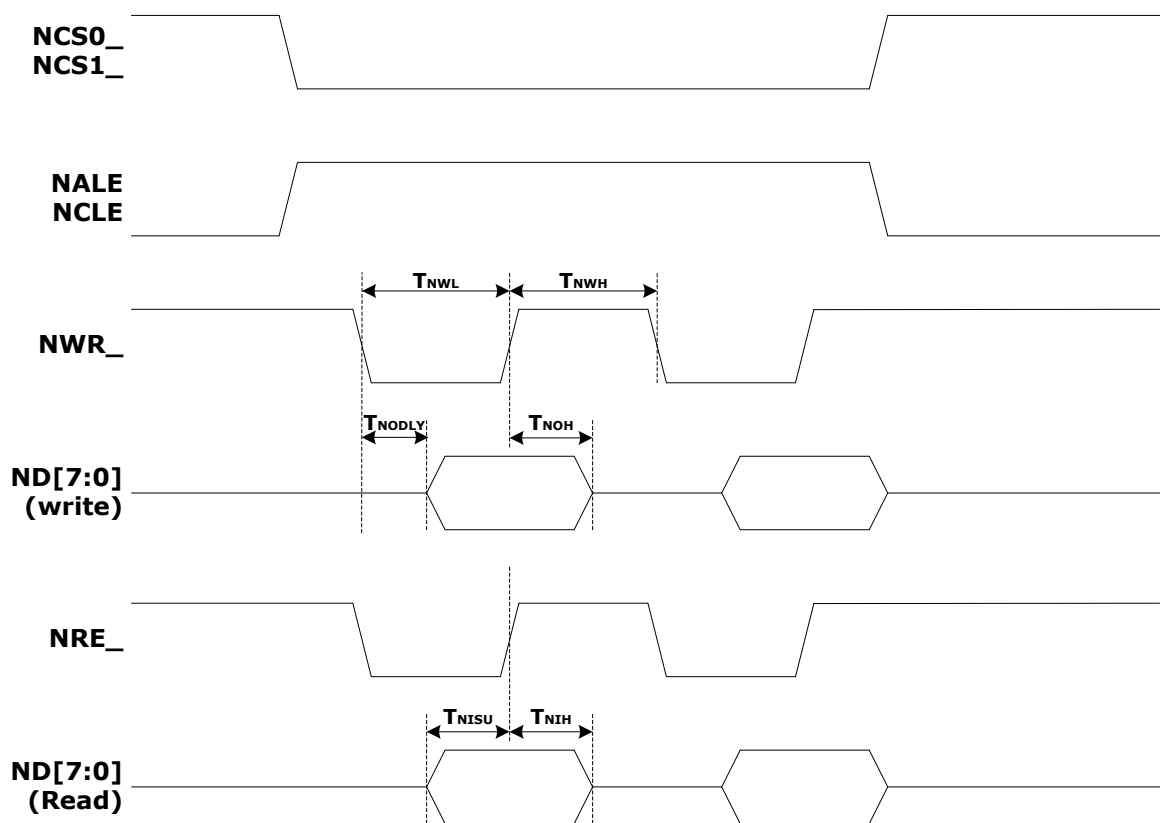 NCS0_
NCS1_
NALE
NCLE
TNWL TNWH
NWR_
TNODLY TNOH
ND[7:0]
(write)
NRE_
TNISU TNIH
ND[7:0]
(Read)